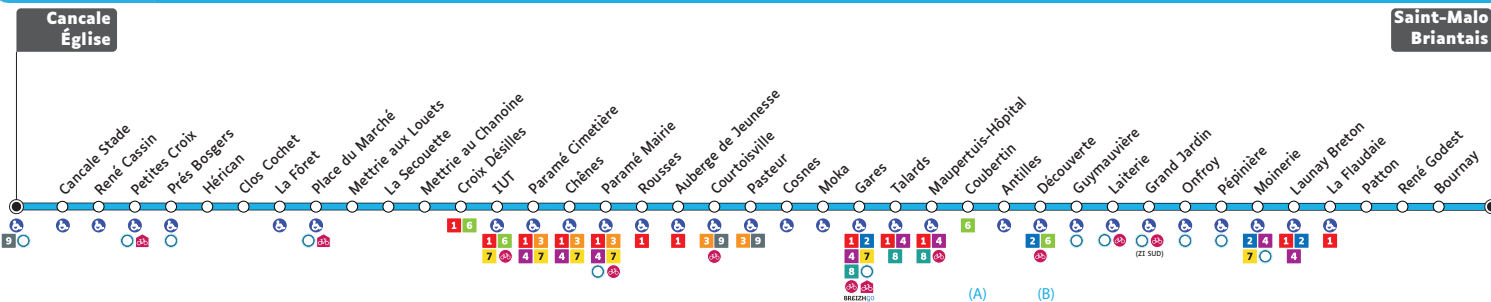 Cancale
Église
Saint-Malo
Briantais
Cancale Stade
René Cassin
Petites Croix
Prés Bosgers
Hérican
Clos Cochet
La Fôret
Place du Marché
Mettrie aux Louets
La Secouette
Mettrie au Chanoine
Croix Désilles
IUT
Paramé Cimetière
Chênes
Paramé Mairie
Rousses
Auberge de Jeunesse
Courtoisville
Pasteur
Cosnes
Moka
Gares
Talards
Maupertuis-Hôpital
Coubertin
Antilles
Découverte
Guymauvière
Laiterie
Grand Jardin
Onfroy
Pépinière
Moinerie
Launay Breton
La Flaudaie
Patton
René Godest
Bournay
1 6 1 3 1 3 1 3 1 1 3 9 3 9 1 2 1 4 1 4 6 2 6 2 4 1 2 1
9 1 6 4 7 4 7 4 7 4 8 8 7 4
7 8
(ZI SUD)
BREIZHGO
(A) (B)